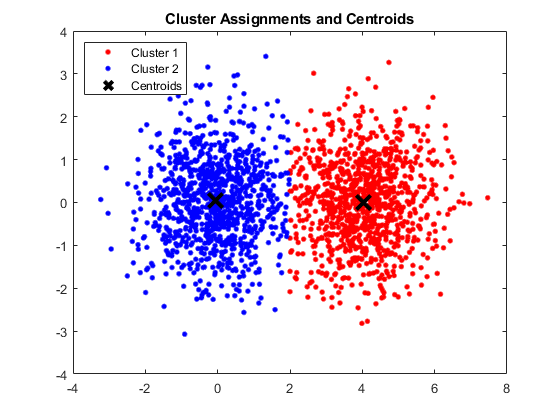 Cluster Assignments and Centroids
Cluster 1
Cluster 2
Centroids
4
3
2
1
0
-1
-2
-3
-4
-4 -2 0 2 4 6 8